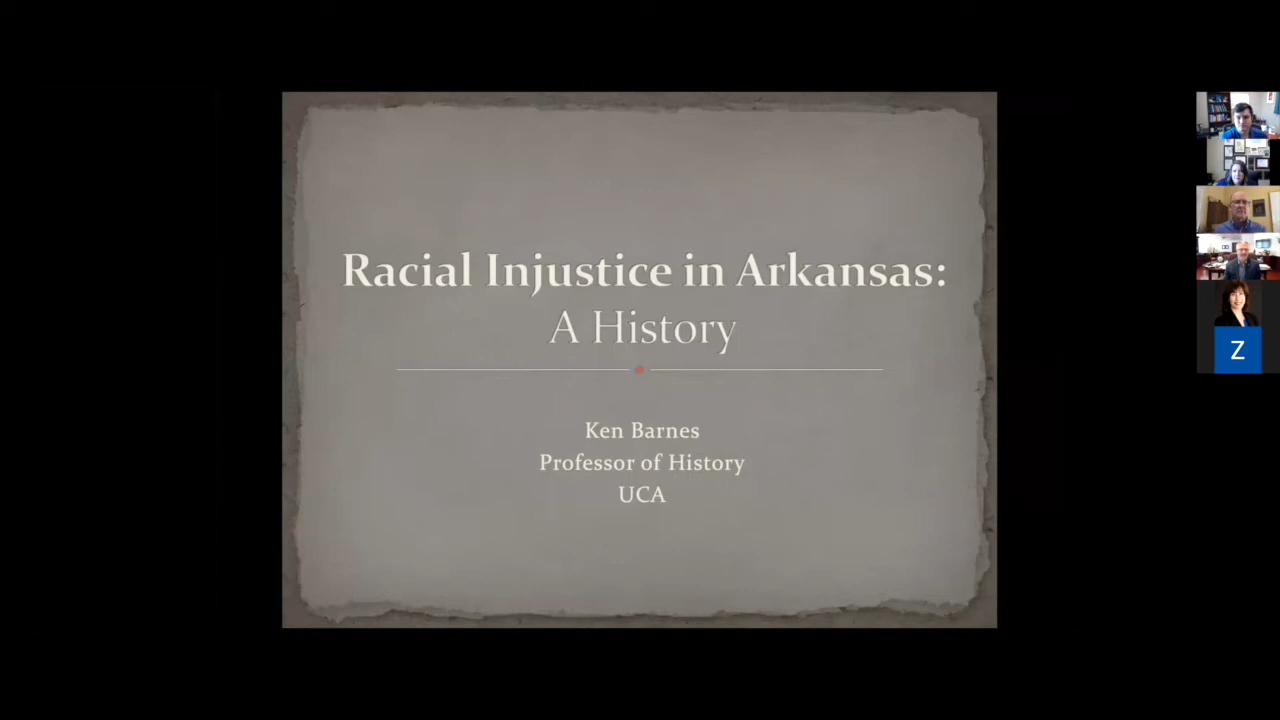 Racial Injustice in Arkansas:
A History
Ken Barnes
Professor of History
UCA
Z